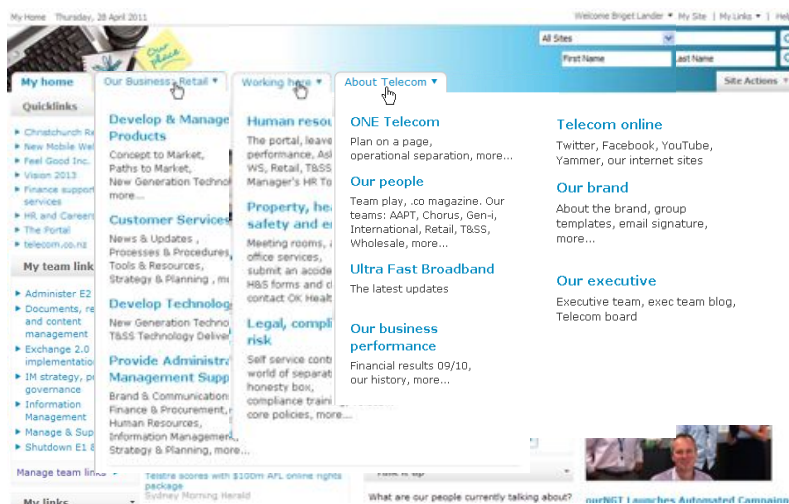 My Home Thursday, 28 April 2011
Welcome Briget Lander My Site | My Links | Help
Our place
All Sites
First Name
Last Name
Site Actions
My home
Our Business: Retail
Working here
About Telecom
Quicklinks
Christchurch Re
New Mobile We
Feel Good Inc.
Vision 2013
Finance support
services
HR and Careers
The Portal
telecom.co.nz
My team link
Administer E2
Documents, re
and content
management
Exchange 2.0
implementatio
IM strategy, po
governance
Information
Management
Manage & Sup
Shutdown E1 &
Manage team links
My links
Develop & Manage
Products
Concept to Market,
Paths to Market,
New Generation Technol
more...
Customer Services
News & Updates ,
Processes & Procedures,
Tools & Resources,
Strategy & Planning , mo
Develop Technolog
New Generation Techno
T&SS Technology Deliver
Provide Administra
Management Supp
Brand & Communication
Finance & Procurement,
Human Resources,
Information Management,
Strategy & Planning, more...
Human resou
The portal, leave
performance, Asl
WS, Retail, T&SS
Manager's HR To
Property, hea
safety and en
Meeting rooms,
office services,
submit an accide
H&S forms and
contact OK Healt
Legal, compli
risk
Self service cont
world of separat
honesty box,
compliance traini
core policies, more...
ONE Telecom
Plan on a page,
operational separation, more...
Our people
Team play, .co magazine. Our
teams: AAPT, Chorus, Gen-i,
International, Retail, T&SS,
Wholesale, more...
Ultra Fast Broadband
The latest updates
Our business
performance
Financial results 09/10,
our history, more...
Telecom online
Twitter, Facebook, YouTube,
Yammer, our internet sites
Our brand
About the brand, group
templates, email signature,
more...
Our executive
Executive team, exec team blog,
Telecom board
Telstra scores with $100m AFL online rights
package
Sydney Morning Herald
What are our people currently talking about?
ourNGT Launches Automated Campaign